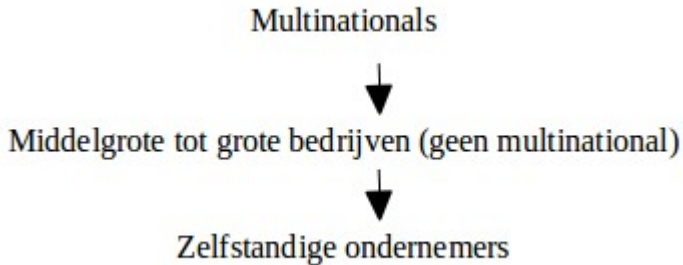 Multinationals
Middelgrote tot grote bedrijven (geen multinational)
Zelfstandige ondernemers